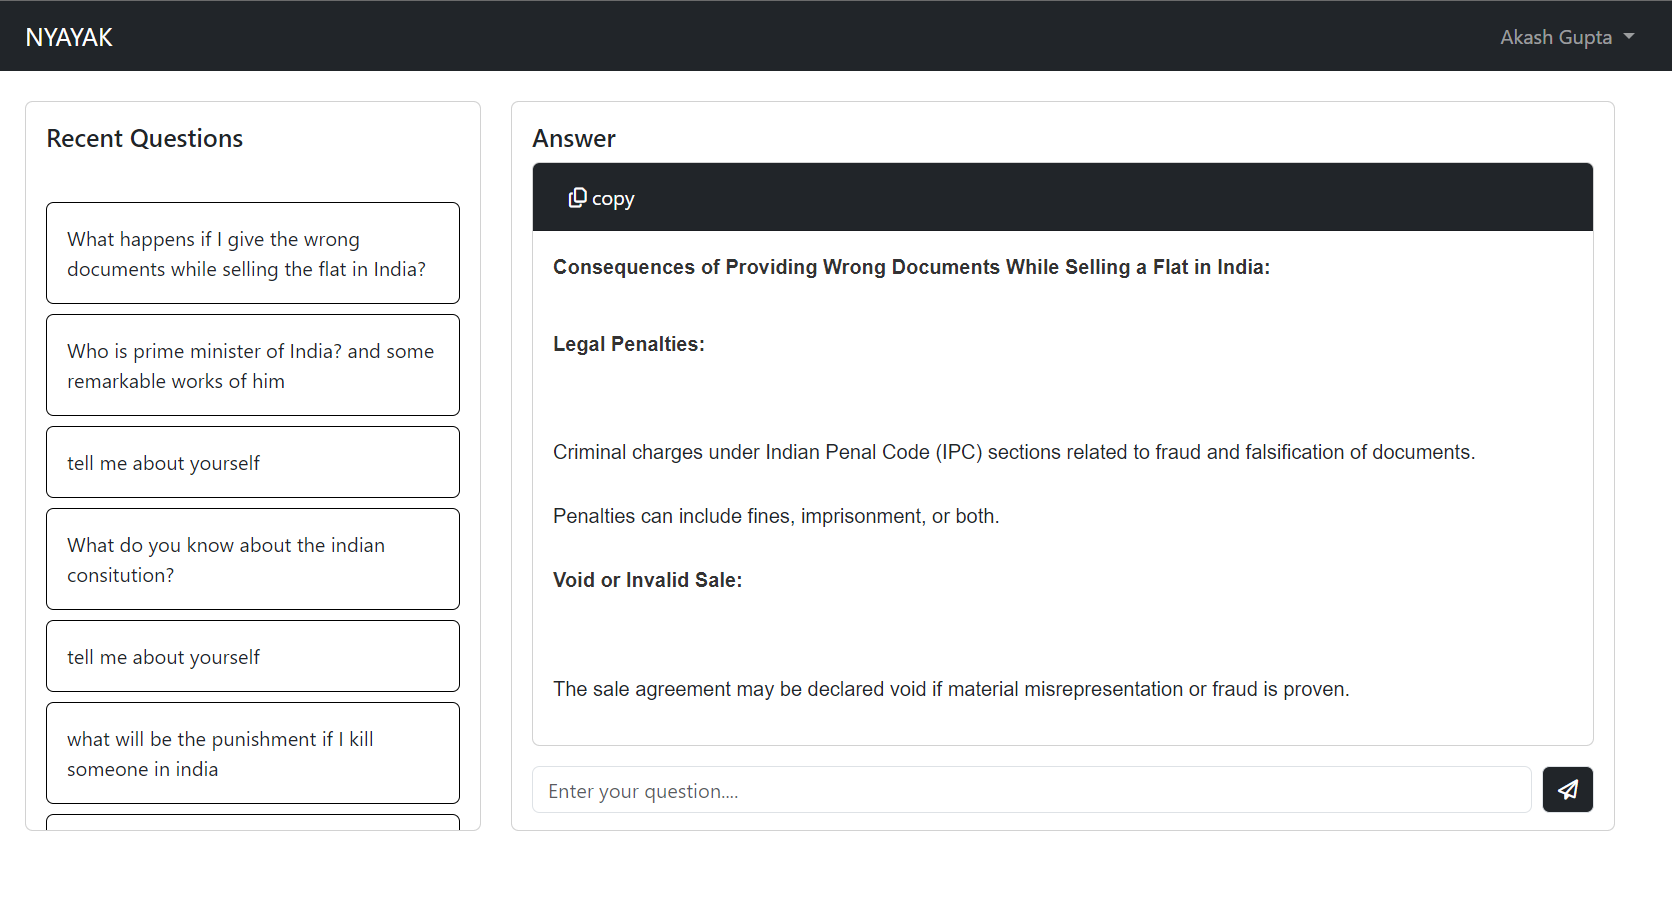 NYAYAK
Akash Gupta
Recent Questions
What happens if I give the wrong
documents while selling the flat in India?
Who is prime minister of India? and some
remarkable works of him
tell me about yourself
What do you know about the indian
consitution?
tell me about yourself
what will be the punishment if I kill
someone in india
Answer
copy
Consequences of Providing Wrong Documents While Selling a Flat in India:
Legal Penalties:
Criminal charges under Indian Penal Code (IPC) sections related to fraud and falsification of documents.
Penalties can include fines, imprisonment, or both.
Void or Invalid Sale:
The sale agreement may be declared void if material misrepresentation or fraud is proven.
Enter your question....